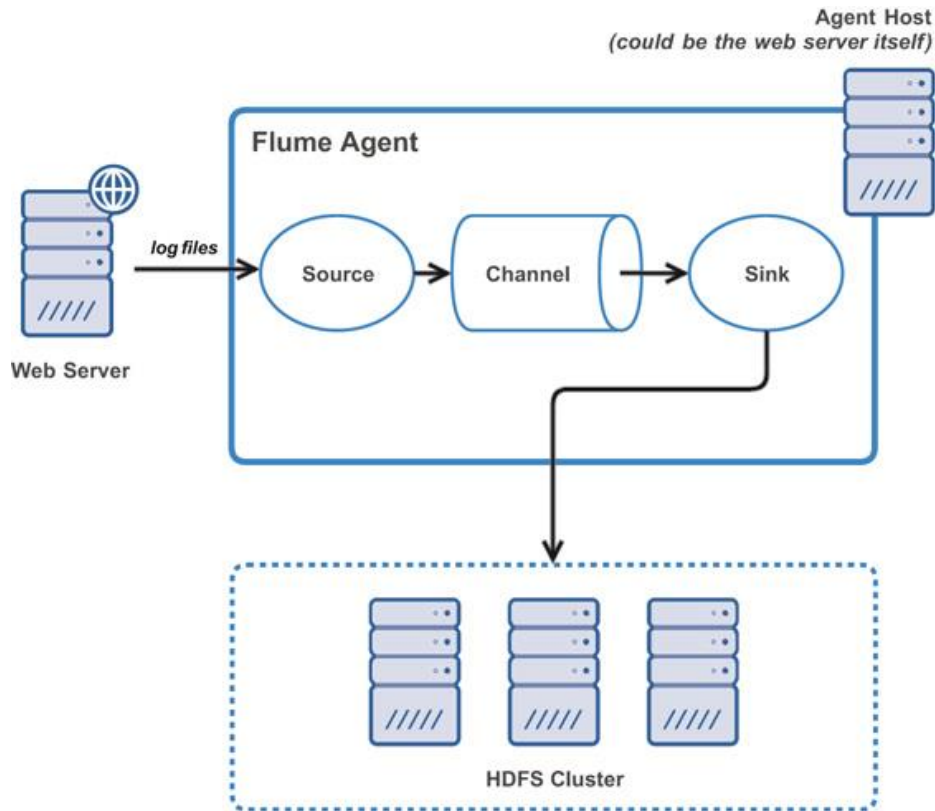 Agent Host
(could be the web server itself)
Flume Agent
log files
Source
Channel
Sink
Web Server
HDFS Cluster